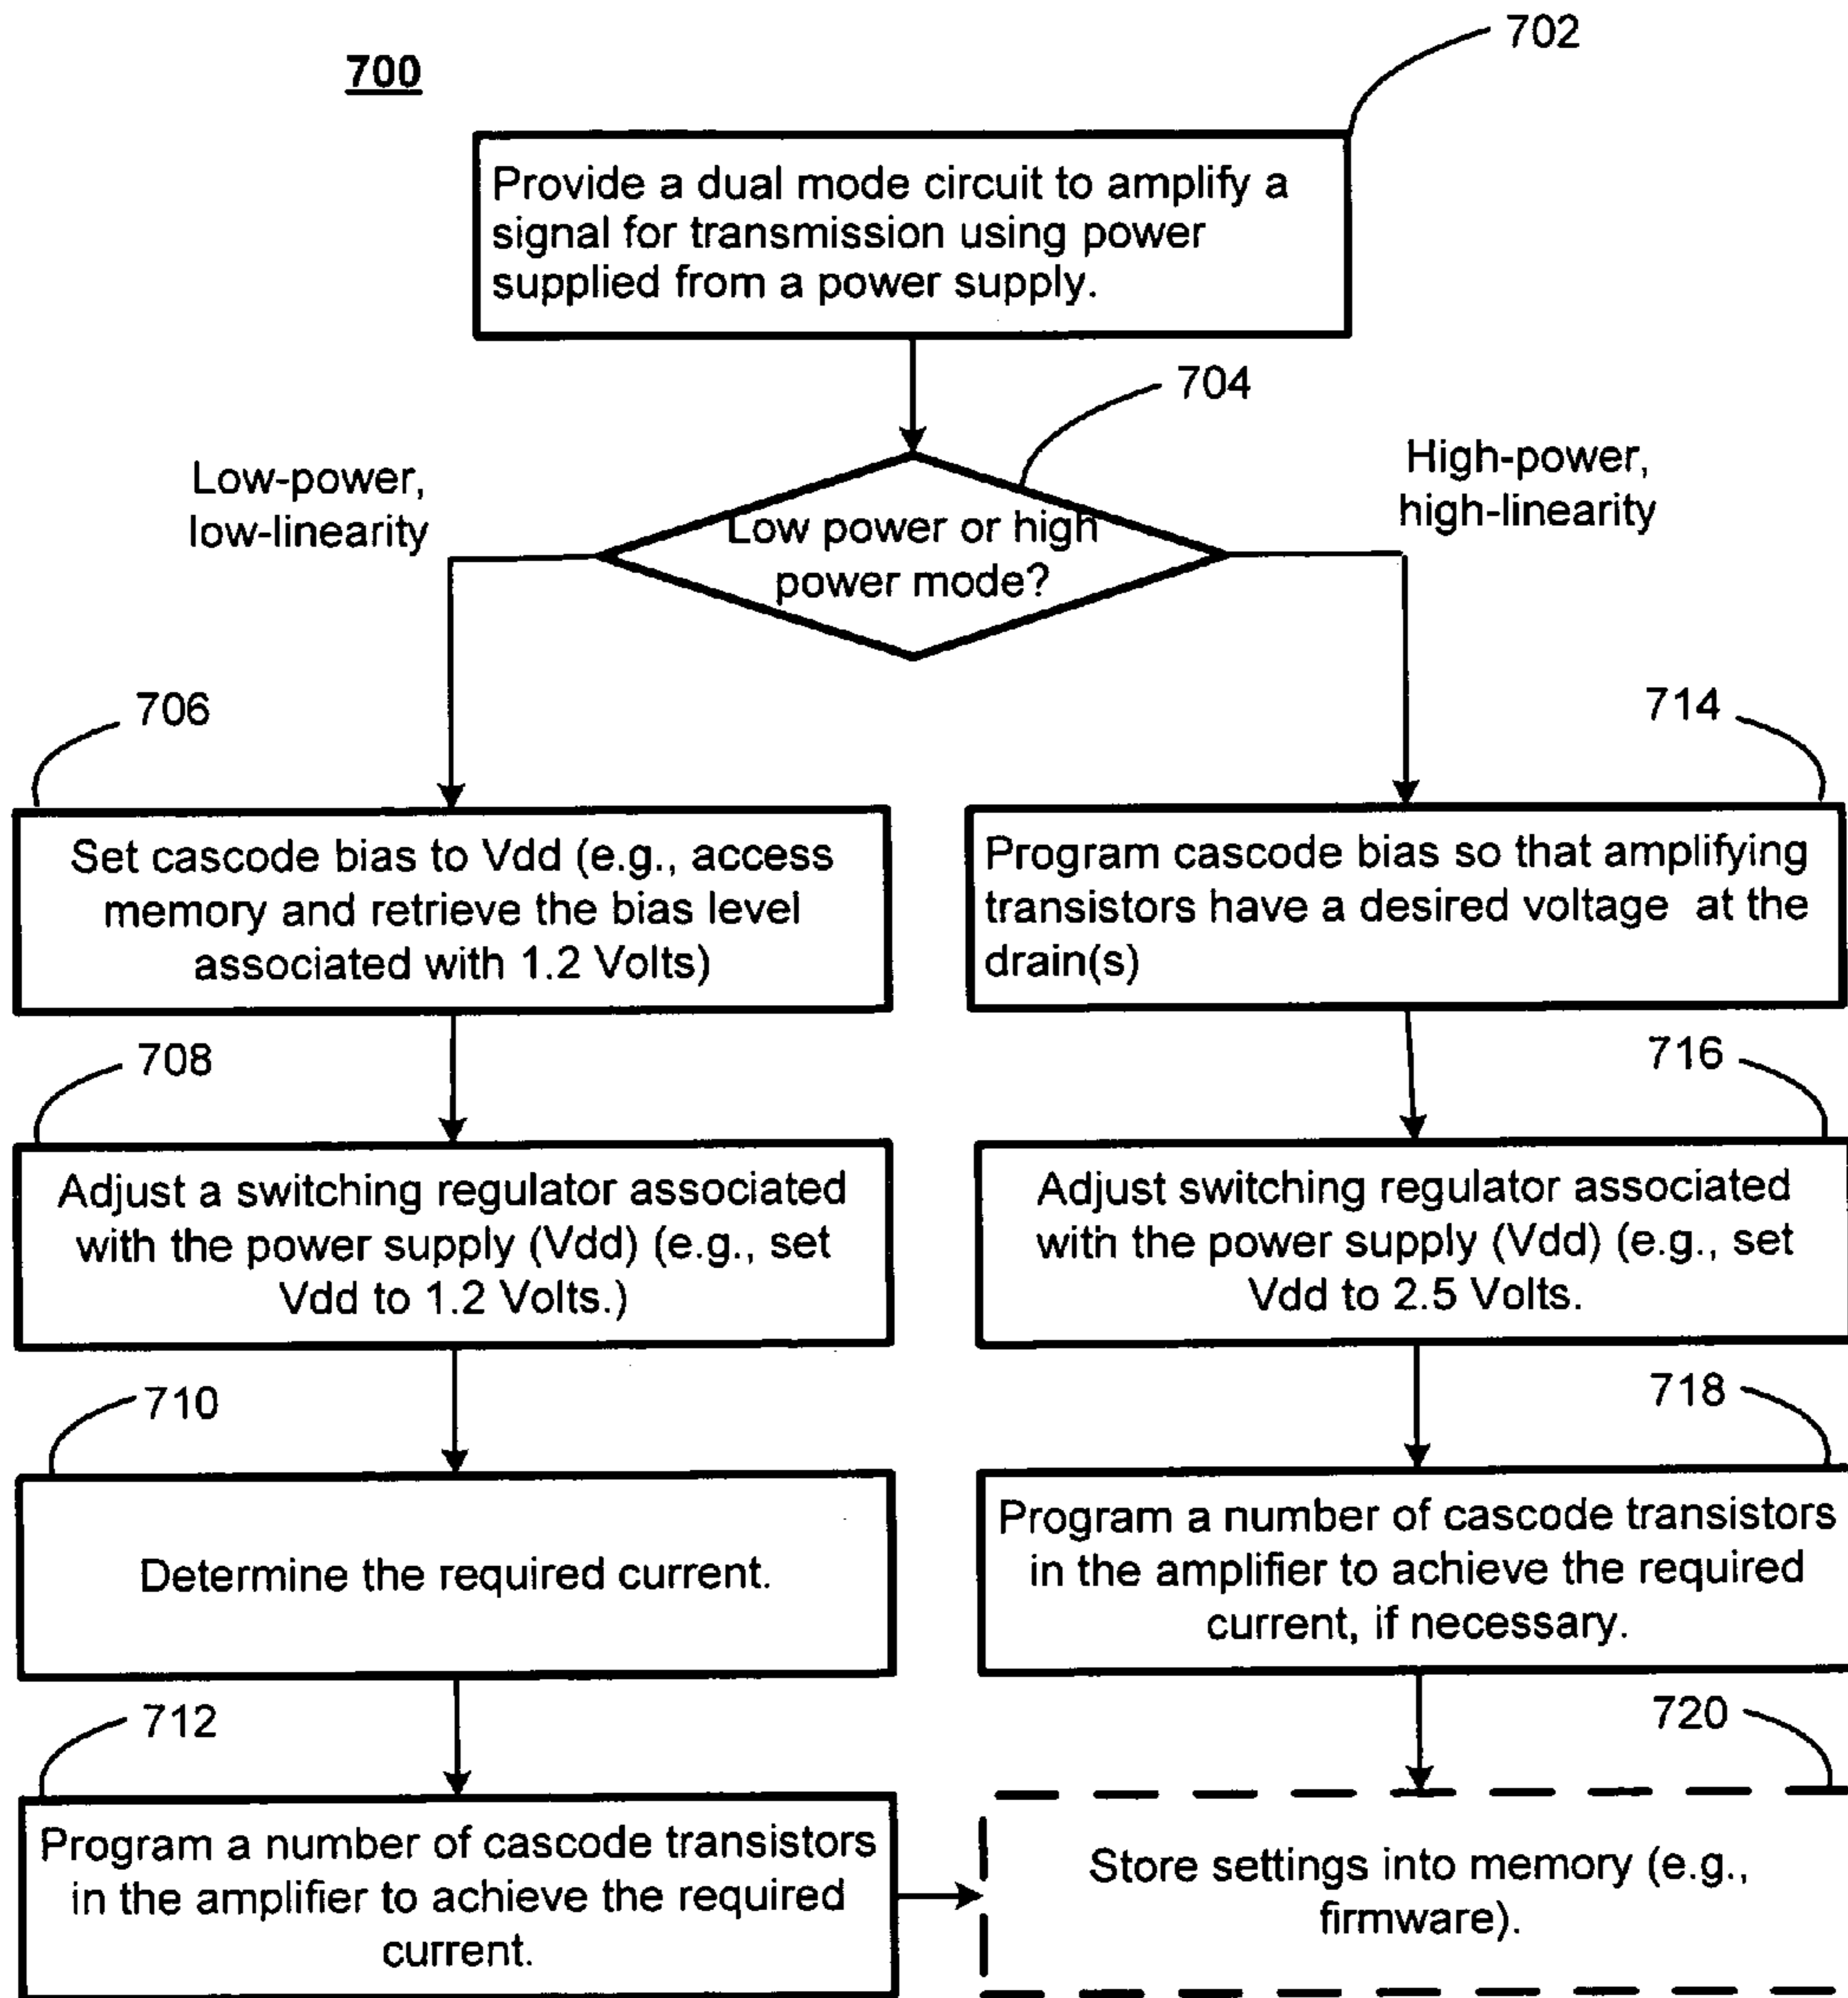 700
702
Provide a dual mode circuit to amplify a
signal for transmission using power
supplied from a power supply.
704
Low-power,
low-linearity
High-power,
high-linearity
Low power or high
power mode?
706
Set cascode bias to Vdd (e.g., access
memory and retrieve the bias level
associated with 1.2 Volts)
714
Program cascode bias so that amplifying
transistors have a desired voltage at the
drain(s)
708
Adjust a switching regulator associated
with the power supply (Vdd) (e.g., set
Vdd to 1.2 Volts.)
716
Adjust switching regulator associated
with the power supply (Vdd) (e.g., set
Vdd to 2.5 Volts.
710
Determine the required current.
718
Program a number of cascode transistors
in the amplifier to achieve the required
current, if necessary.
712
Program a number of cascode transistors
in the amplifier to achieve the required
current.
720
Store settings into memory (e.g.,
firmware).